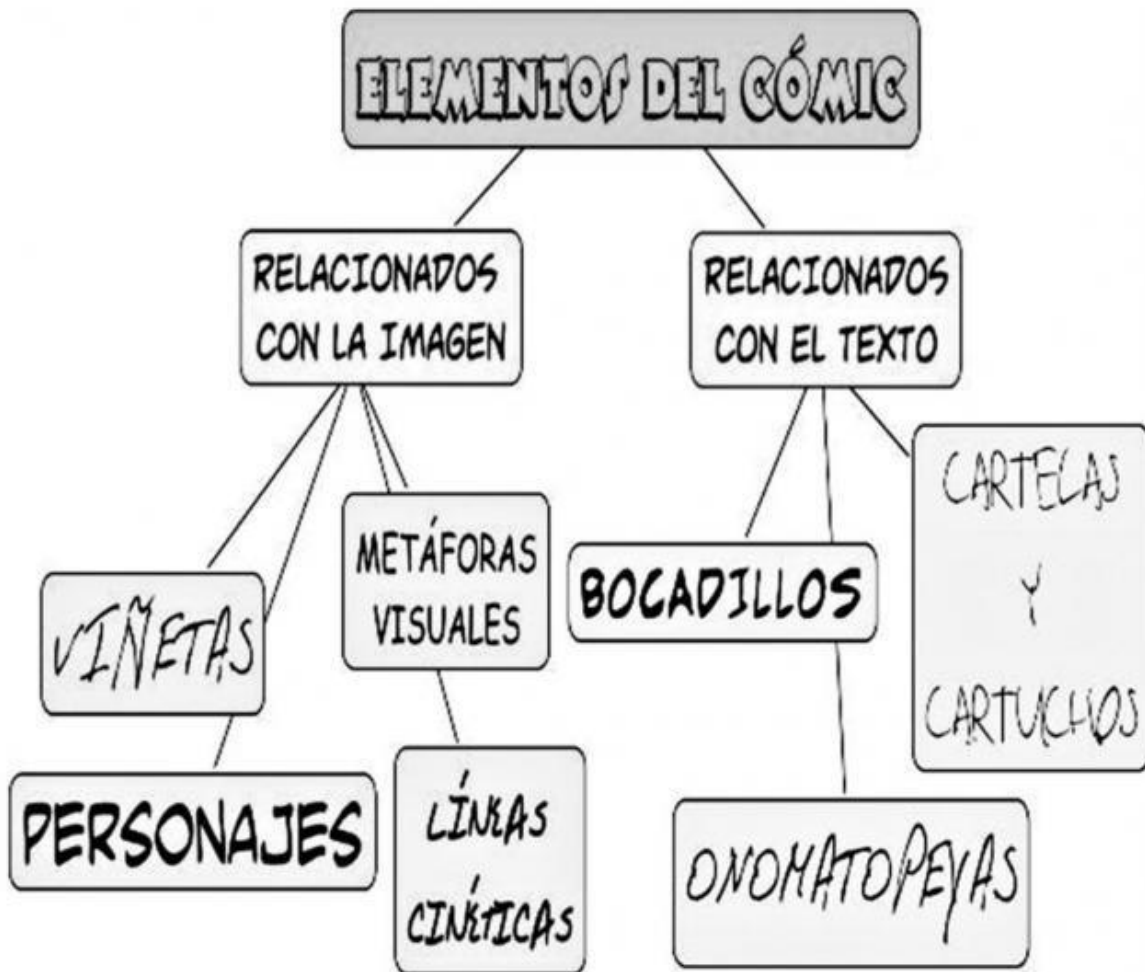 ELEMENTOS DEL CÓMIC
RELACIONADOS
CON LA IMAGEN
RELACIONADOS
CON EL TEXTO
VIÑETAS
PERSONAJES
METÁFORAS
VISUALES
LÍNEAS
CINÉTICAS
BOCADILLOS
ONOMATOPEYAS
CARTELAS
Y
CARTUCHOS